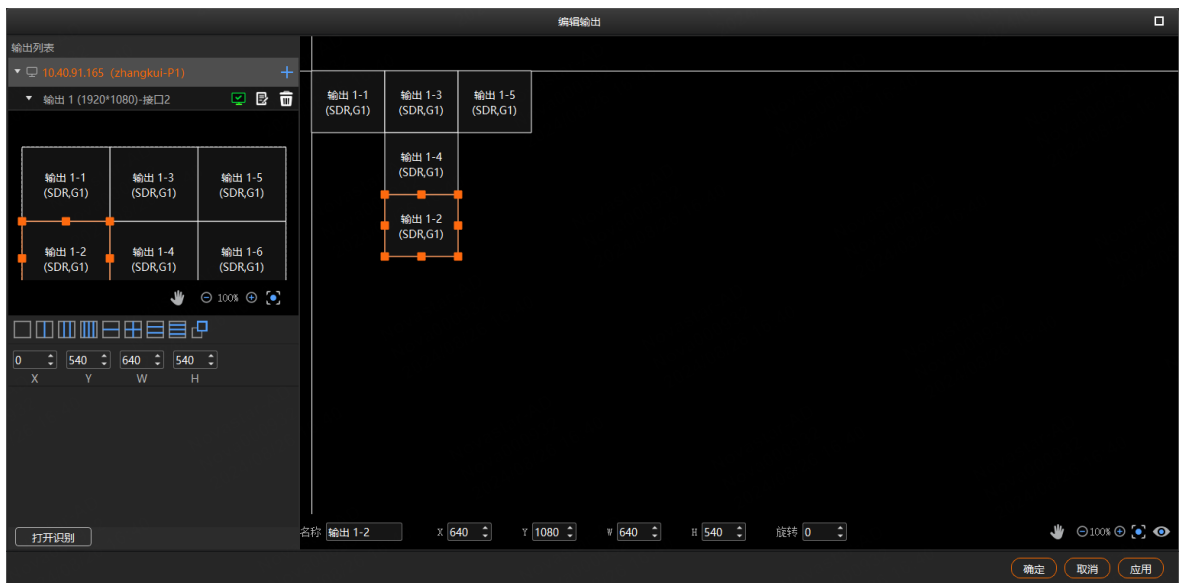 编辑输出
输出列表
10.40.91.165 (zhangkui-P1)
输出 1 (1920*1080)-接口2
输出 1-1
(SDR,G1)
输出 1-3
(SDR,G1)
输出 1-5
(SDR,G1)
输出 1-2
(SDR,G1)
输出 1-4
(SDR,G1)
输出 1-6
(SDR,G1)
100%
0 540 640 540
X Y W H
打开识别
输出 1-1
(SDR,G1)
输出 1-3
(SDR,G1)
输出 1-5
(SDR,G1)
输出 1-4
(SDR,G1)
输出 1-2
(SDR,G1)
名称 输出 1-2 X 640 Y 1080 W 640 H 540 旋转 0 100%
确定 取消 应用